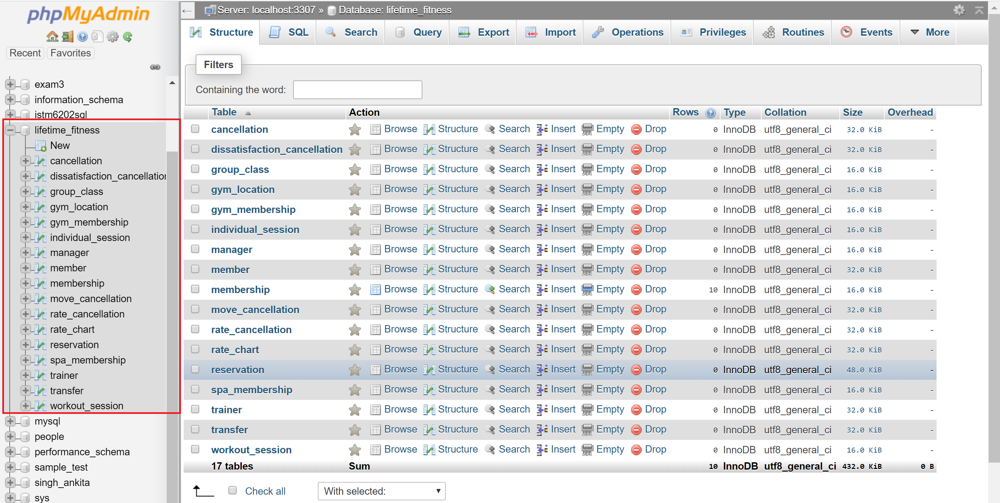 phpMyAdmin
Recent Favorites
exam3
information_schema
istm6202sql
lifetime_fitness
New
cancellation
dissatisfaction_cancellation
group_class
gym_location
gym_membership
individual_session
manager
member
membership
move_cancellation
rate_cancellation
rate_chart
reservation
spa_membership
trainer
transfer
workout_session
mysql
people
performance_schema
sample_test
singh_ankita
sys
Server: localhost:3307 » Database: lifetime_fitness
Structure SQL Search Query Export Import Operations Privileges Routines Events More
Filters
Containing the word:
Table Action Rows Type Collation Size Overhead
cancellation Browse Structure Search Insert Empty Drop 0 InnoDB utf8_general_ci 32.0 KiB -
dissatisfaction_cancellation Browse Structure Search Insert Empty Drop 0 InnoDB utf8_general_ci 32.0 KiB -
group_class Browse Structure Search Insert Empty Drop 0 InnoDB utf8_general_ci 16.0 KiB -
gym_location Browse Structure Search Insert Empty Drop 0 InnoDB utf8_general_ci 16.0 KiB -
gym_membership Browse Structure Search Insert Empty Drop 0 InnoDB utf8_general_ci 16.0 KiB -
individual_session Browse Structure Search Insert Empty Drop 0 InnoDB utf8_general_ci 16.0 KiB -
manager Browse Structure Search Insert Empty Drop 0 InnoDB utf8_general_ci 16.0 KiB -
member Browse Structure Search Insert Empty Drop 0 InnoDB utf8_general_ci 32.0 KiB -
membership Browse Structure Search Insert Empty Drop 10 InnoDB utf8_general_ci 16.0 KiB -
move_cancellation Browse Structure Search Insert Empty Drop 0 InnoDB utf8_general_ci 32.0 KiB -
rate_cancellation Browse Structure Search Insert Empty Drop 0 InnoDB utf8_general_ci 32.0 KiB -
rate_chart Browse Structure Search Insert Empty Drop 0 InnoDB utf8_general_ci 32.0 KiB -
reservation Browse Structure Search Insert Empty Drop 0 InnoDB utf8_general_ci 48.0 KiB -
spa_membership Browse Structure Search Insert Empty Drop 0 InnoDB utf8_general_ci 16.0 KiB -
trainer Browse Structure Search Insert Empty Drop 0 InnoDB utf8_general_ci 32.0 KiB -
transfer Browse Structure Search Insert Empty Drop 0 InnoDB utf8_general_ci 32.0 KiB -
workout_session Browse Structure Search Insert Empty Drop 0 InnoDB utf8_general_ci 16.0 KiB -
17 tables Sum 10 InnoDB utf8_general_ci 432.0 KiB 0 B
Check all With selected: